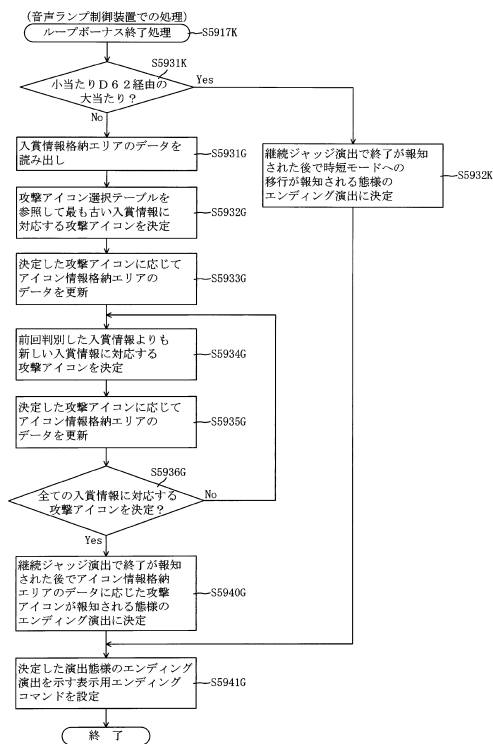 (音声ランプ制御装置での処理)
ループボーナス終了処理
S5917K
S5931K
小当たりD62経由の
大当たり?
Yes
No
入賞情報格納エリアのデータを
読み出し
S5931G
継続ジャッジ演出で終了が報知
された後で時短モードへの
移行が報知される態様の
エンディング演出に決定
S5932K
攻撃アイコン選択テーブルを
参照して最も古い入賞情報に
対応する攻撃アイコンを決定
S5932G
決定した攻撃アイコンに応じて
アイコン情報格納エリアの
データを更新
S5933G
前回判別した入賞情報よりも
新しい入賞情報に対応する
攻撃アイコンを決定
S5934G
決定した攻撃アイコンに応じて
アイコン情報格納エリアの
データを更新
S5935G
S5936G
全ての入賞情報に対応する
攻撃アイコンを決定?
No
Yes
継続ジャッジ演出で終了が報知
された後でアイコン情報格納
エリアのデータに応じた攻撃
アイコンが報知される態様の
エンディング演出に決定
S5940G
決定した演出態様のエンディング
演出を示す表示用エンディング
コマンドを設定
S5941G
終了